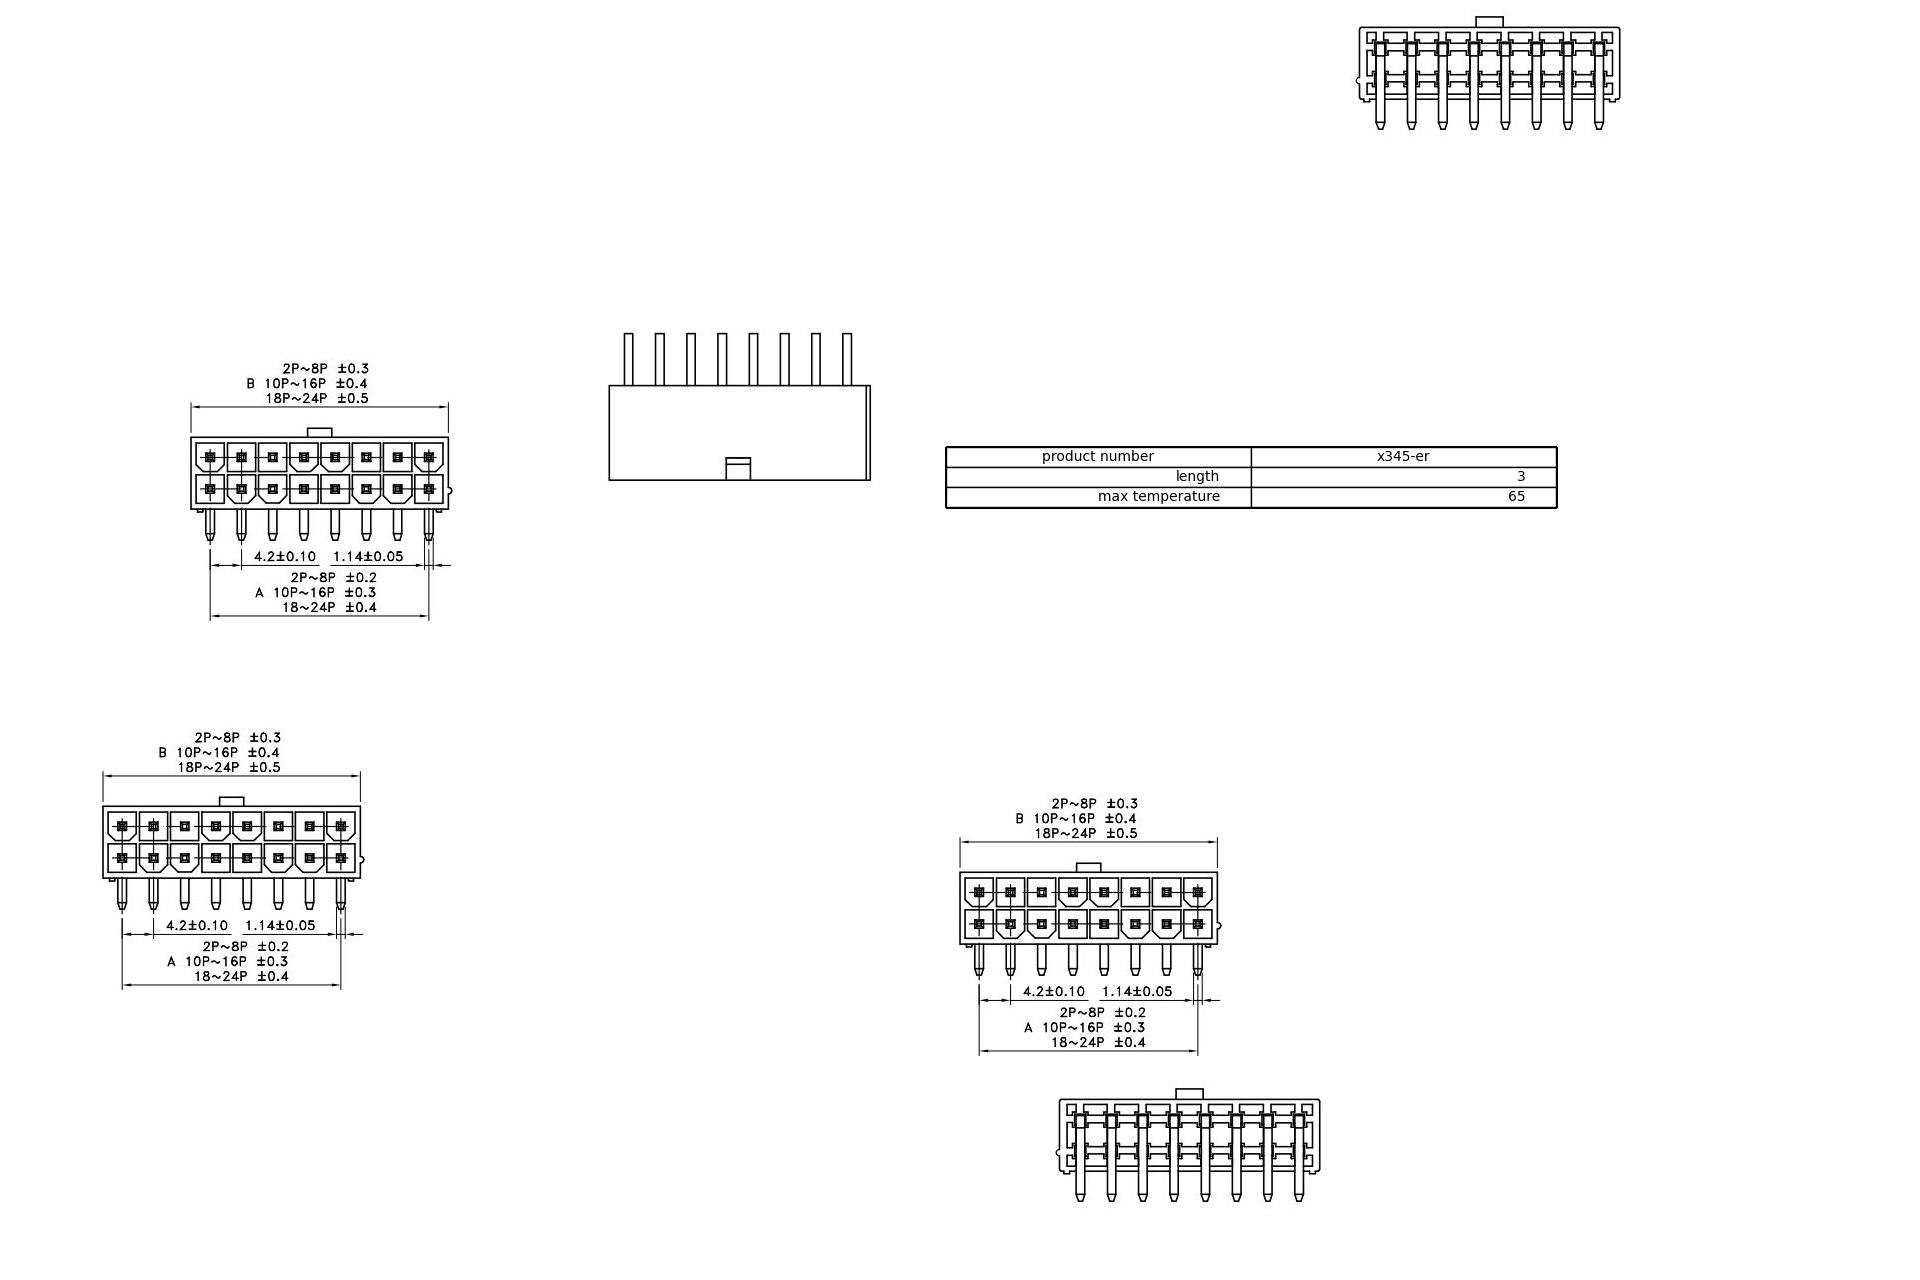 2P~8P ±0.3
B 10P~16P ±0.4
18P~24P ±0.5
4.2±0.10 1.14±0.05
2P~8P ±0.2
A 10P~16P ±0.3
18~24P ±0.4
product number x345-er
length 3
max temperature 65
2P~8P ±0.3
B 10P~16P ±0.4
18P~24P ±0.5
4.2±0.10 1.14±0.05
2P~8P ±0.2
A 10P~16P ±0.3
18~24P ±0.4
2P~8P ±0.3
B 10P~16P ±0.4
18P~24P ±0.5
4.2±0.10 1.14±0.05
2P~8P ±0.2
A 10P~16P ±0.3
18~24P ±0.4